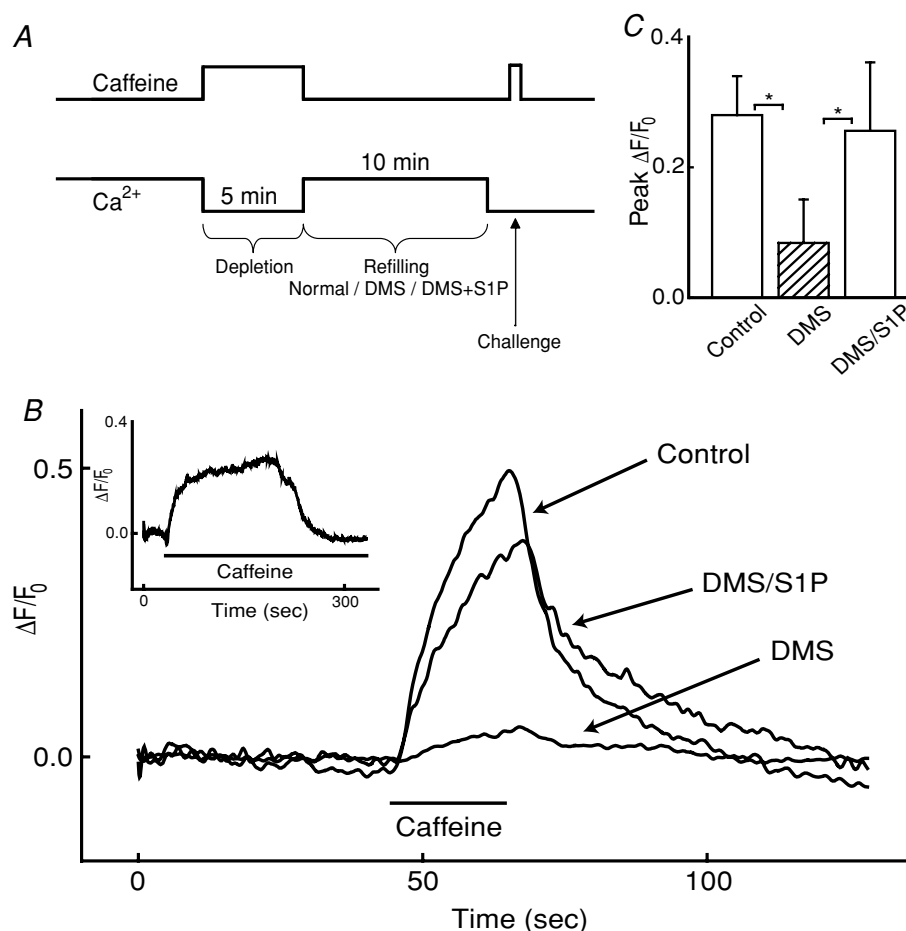 A
Caffeine
Ca2+
5 min
10 min
Depletion
Refilling
Normal / DMS / DMS+S1P
Challenge
C
0.4
0.2
0.0
Peak ΔF/F0
*
*
Control
DMS
DMS/S1P
B
0.5
0.0
ΔF/F0
0.4
0.0
ΔF/F0
Caffeine
0
300
Time (sec)
Control
DMS/S1P
DMS
Caffeine
0
50
100
Time (sec)